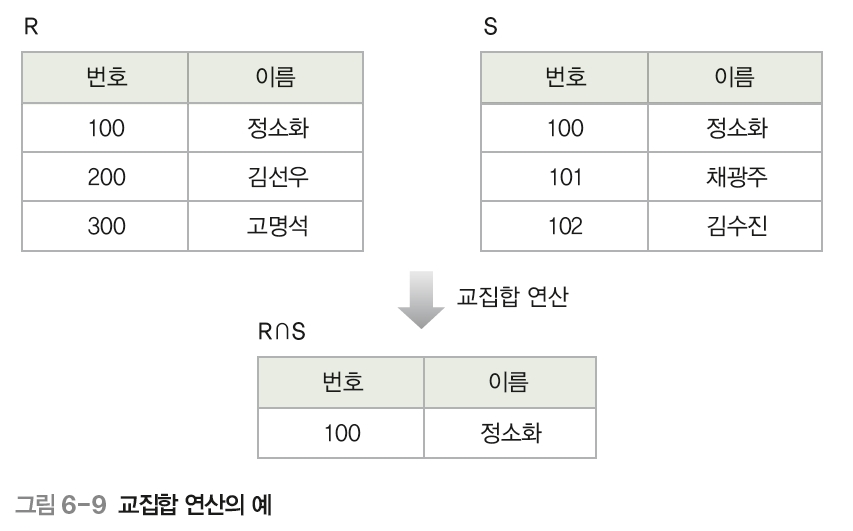 R S
번호 이름 번호 이름
100 정소화 100 정소화
200 김선우 101 채광주
300 고명석 102 김수진
교집합 연산
R∩S
번호 이름
100 정소화
그림 6-9 교집합 연산의 예